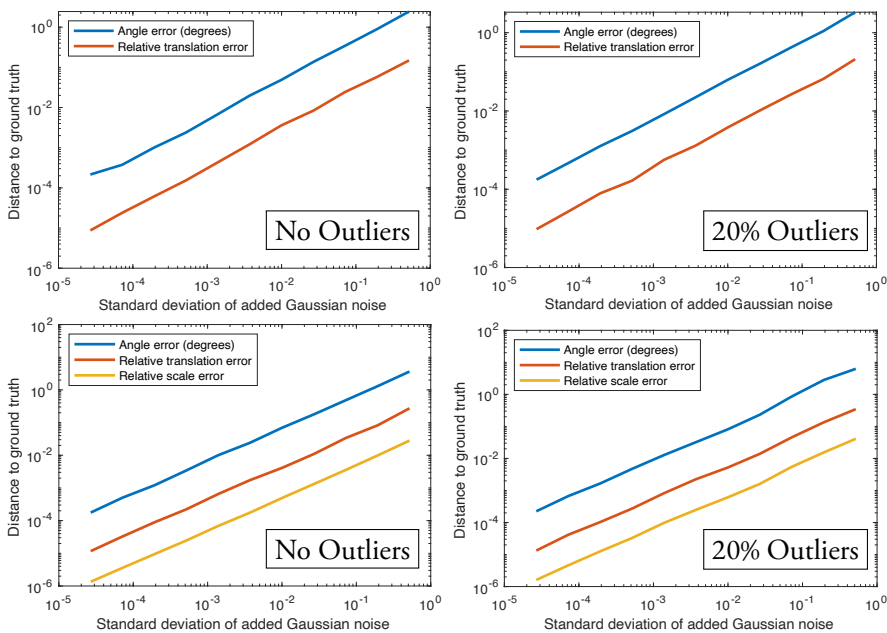 Angle error (degrees)
Relative translation error
Distance to ground truth
10^0
10^-2
10^-4
10^-6
No Outliers
10^-5 10^-4 10^-3 10^-2 10^-1 10^0
Standard deviation of added Gaussian noise
Angle error (degrees)
Relative translation error
Distance to ground truth
10^0
10^-2
10^-4
10^-6
20% Outliers
10^-5 10^-4 10^-3 10^-2 10^-1 10^0
Standard deviation of added Gaussian noise
Angle error (degrees)
Relative translation error
Relative scale error
Distance to ground truth
10^2
10^0
10^-2
10^-4
10^-6
No Outliers
10^-5 10^-4 10^-3 10^-2 10^-1 10^0
Standard deviation of added Gaussian noise
Angle error (degrees)
Relative translation error
Relative scale error
Distance to ground truth
10^2
10^0
10^-2
10^-4
10^-6
20% Outliers
10^-5 10^-4 10^-3 10^-2 10^-1 10^0
Standard deviation of added Gaussian noise